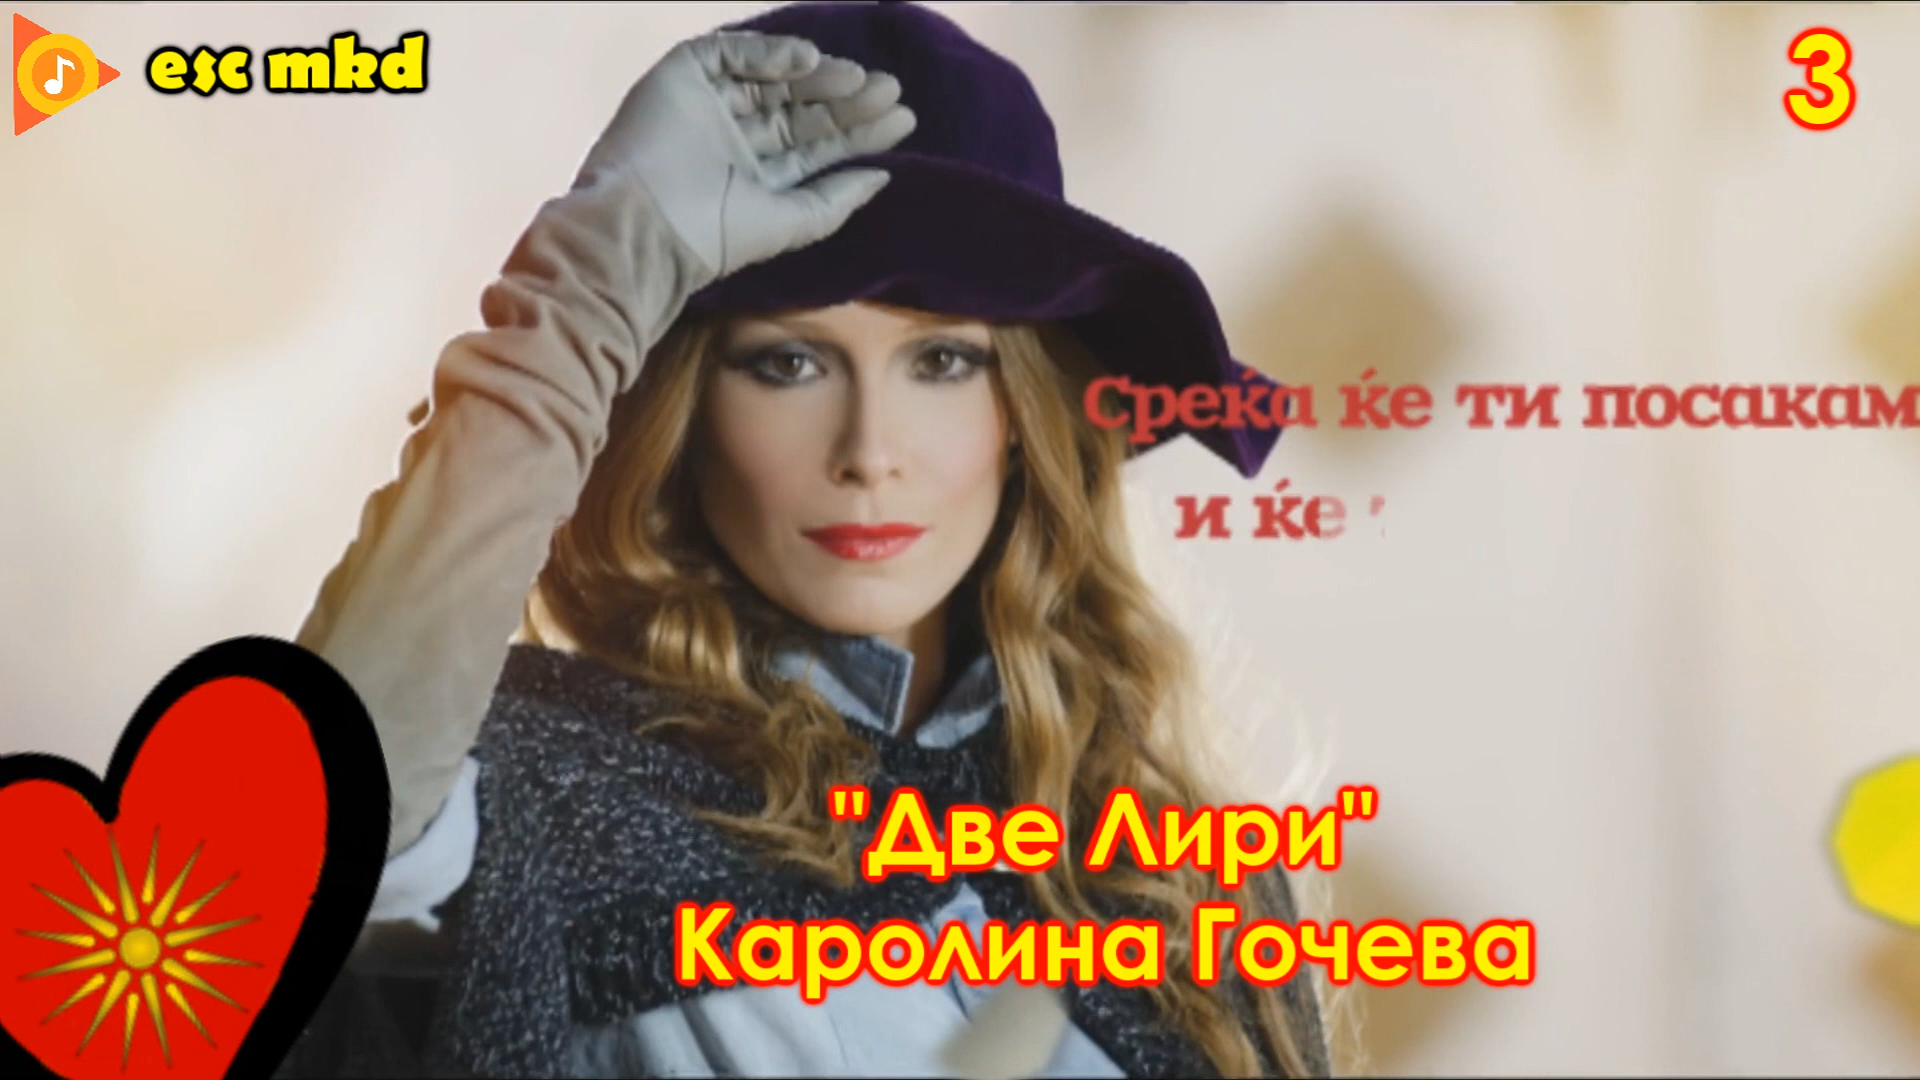 esc mkd
3
Среќа ќе ти посакам
и ќе
"Две Лири"
Каролина Гочева